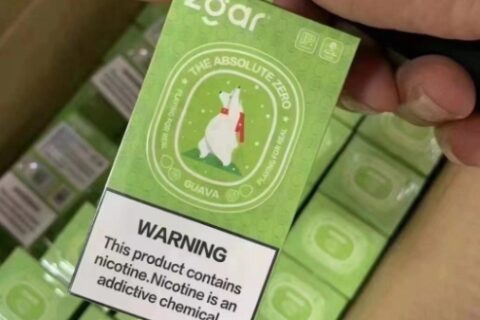 zgar
THE ABSOLUTE ZERO
PLAYING FOR REAL
PLAYING FOR REAL
GUAVA
WARNING
This product contains
nicotine.Nicotine is an
addictive chemical